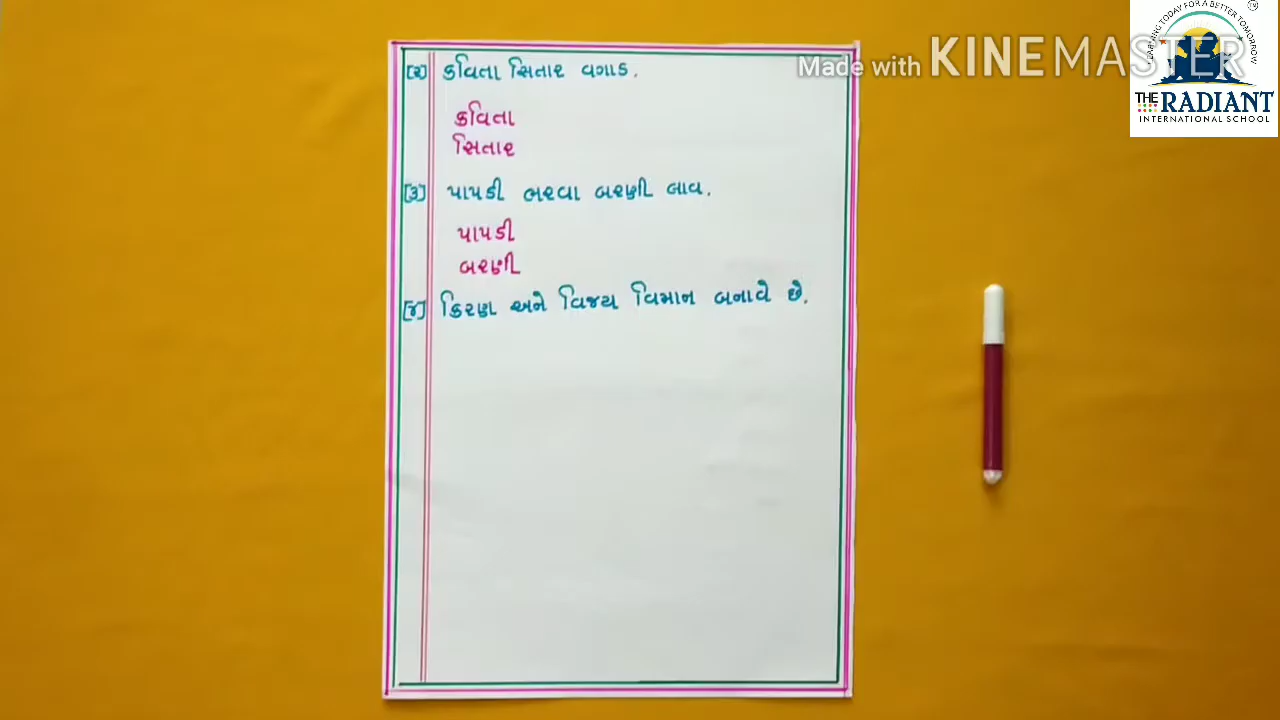 [૨] કવિતા સિતાર વગાડ.
કવિતા
સિતાર
[૩] પાપડી ભરવા બરણી લાવ.
પાપડી
બરણી
[૪] કિરણ અને વિજય વિમાન બનાવે છે.
Made with KINEMASTER
THE RADIANT
INTERNATIONAL SCHOOL